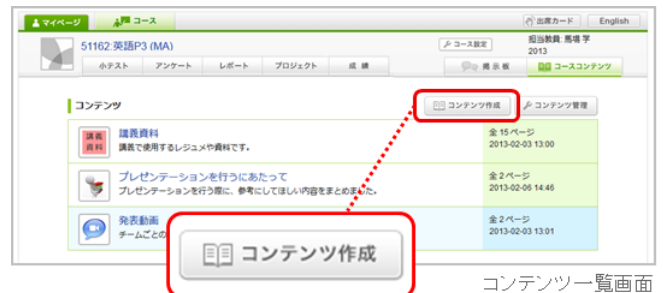 マイページ コース 出席カード English
51162:英語P3 (MA) コース設定 担当教員: 馬場 学
2013
小テスト アンケート レポート プロジェクト 成績 掲示板 コースコンテンツ
コンテンツ コンテンツ作成 コンテンツ管理
講義
資料
講義資料
講義で使用するレジュメや資料です。
全 15 ページ
2013-02-03 13:00
プレゼンテーションを行うにあたって
プレゼンテーションを行う際に、参考にしてほしい内容をまとめました。
全 2 ページ
2013-02-06 14:46
発表動画
チームごとの
全 2 ページ
2013-02-03 13:01
コンテンツ作成
コンテンツ一覧画面